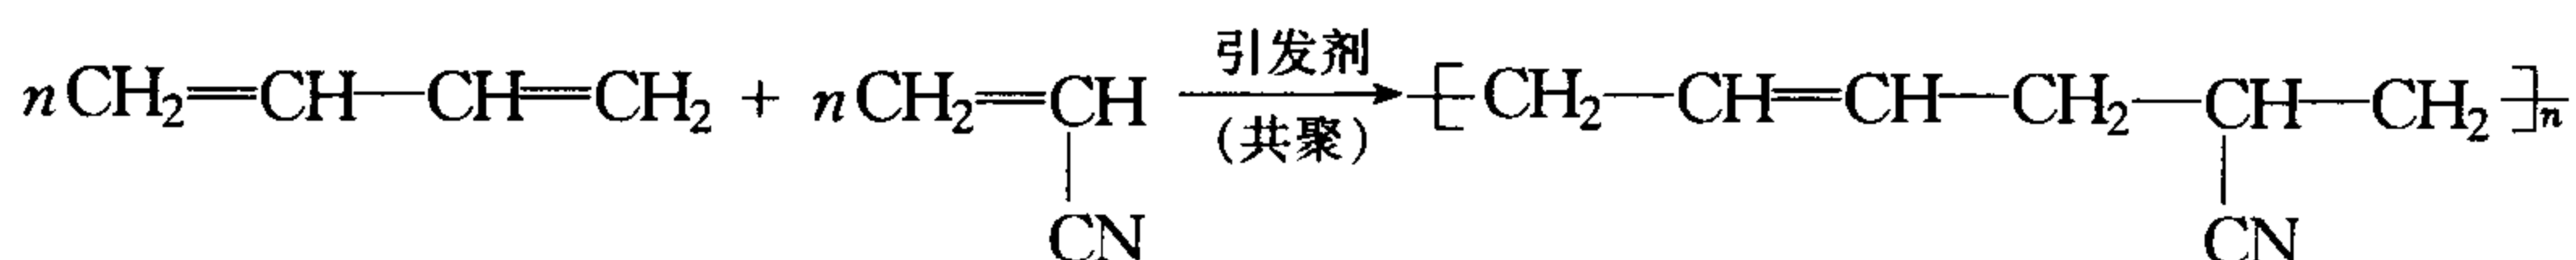 nCH₂=CH—CH=CH₂ + nCH₂=CH 引发剂 (共聚) [CH₂—CH=CH—CH₂—CH—CH₂]n
CN CN